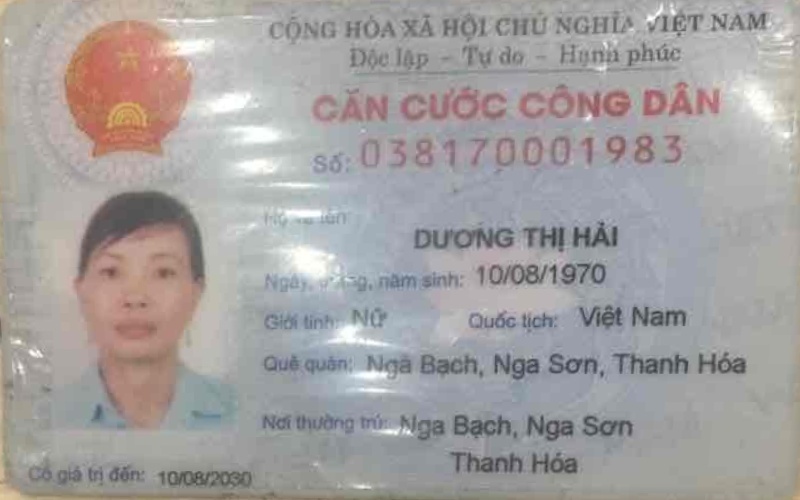 CỘNG HÒA XÃ HỘI CHỦ NGHĨA VIỆT NAM
Độc lập - Tự do - Hạnh phúc
CĂN CƯỚC CÔNG DÂN
Số: 038170001983
Họ và tên
DƯƠNG THỊ HẢI
Ngày, tháng, năm sinh: 10/08/1970
Giới tính: Nữ Quốc tịch: Việt Nam
Quê quán: Nga Bạch, Nga Sơn, Thanh Hóa
Nơi thường trú: Nga Bạch, Nga Sơn
Thanh Hóa
Có giá trị đến: 10/08/2030